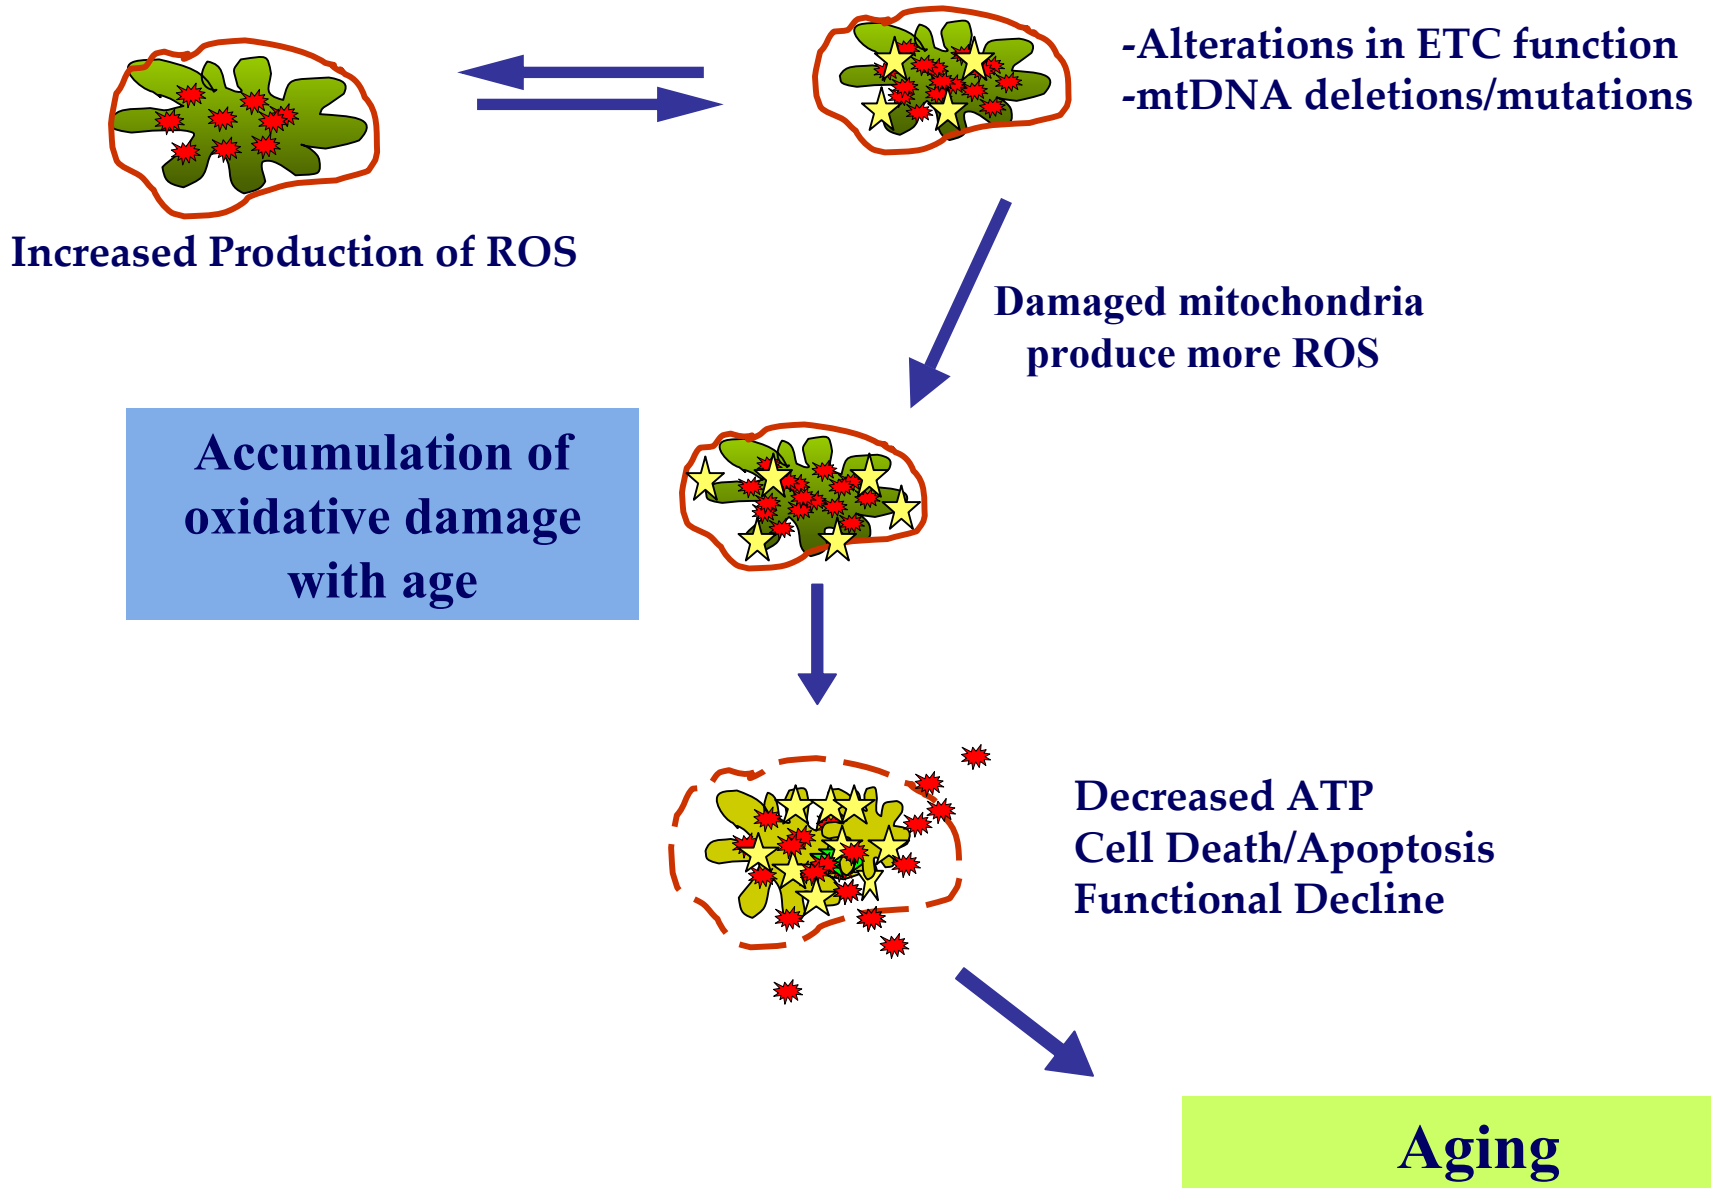 -Alterations in ETC function
-mtDNA deletions/mutations
Increased Production of ROS
Damaged mitochondria
produce more ROS
Accumulation of
oxidative damage
with age
Decreased ATP
Cell Death/Apoptosis
Functional Decline
Aging